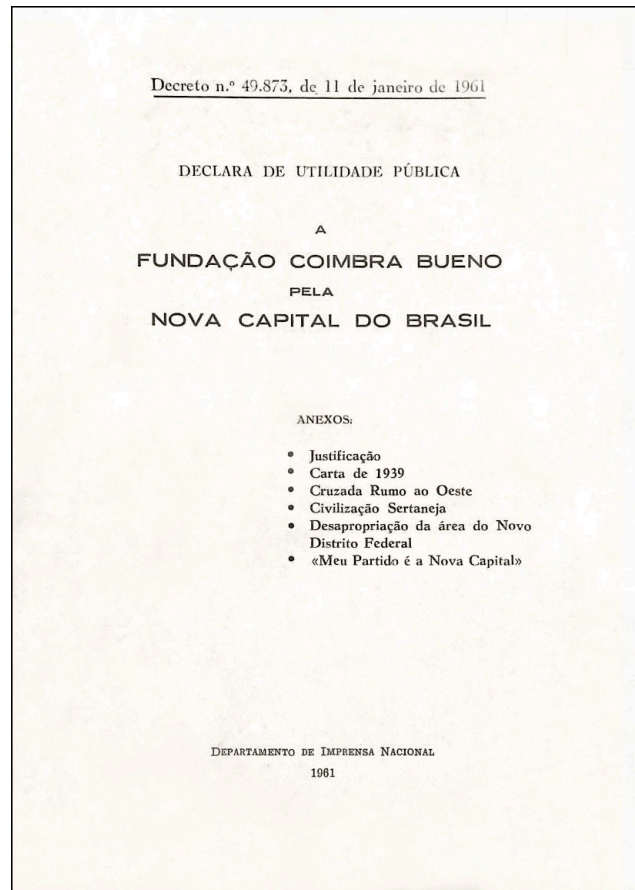 Decreto n.º 49.873, de 11 de janeiro de 1961
DECLARA DE UTILIDADE PÚBLICA
A
FUNDAÇÃO COIMBRA BUENO
PELA
NOVA CAPITAL DO BRASIL
ANEXOS:
• Justificação
• Carta de 1939
• Cruzada Rumo ao Oeste
• Civilização Sertaneja
• Desapropriação da área do Novo
Distrito Federal
• «Meu Partido é a Nova Capital»
DEPARTAMENTO DE IMPRENSA NACIONAL
1961